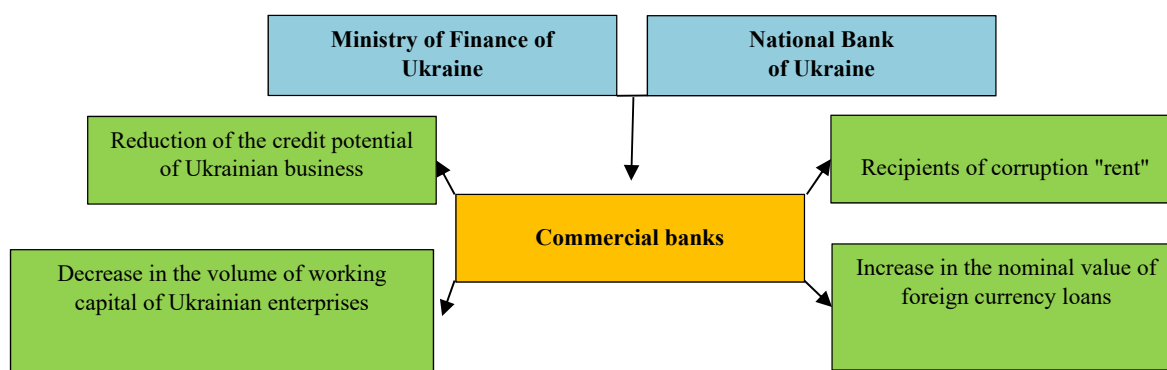 Ministry of Finance of
Ukraine
National Bank
of Ukraine
Reduction of the credit potential
of Ukrainian business
Recipients of corruption "rent"
Commercial banks
Decrease in the volume of working
capital of Ukrainian enterprises
Increase in the nominal value of
foreign currency loans